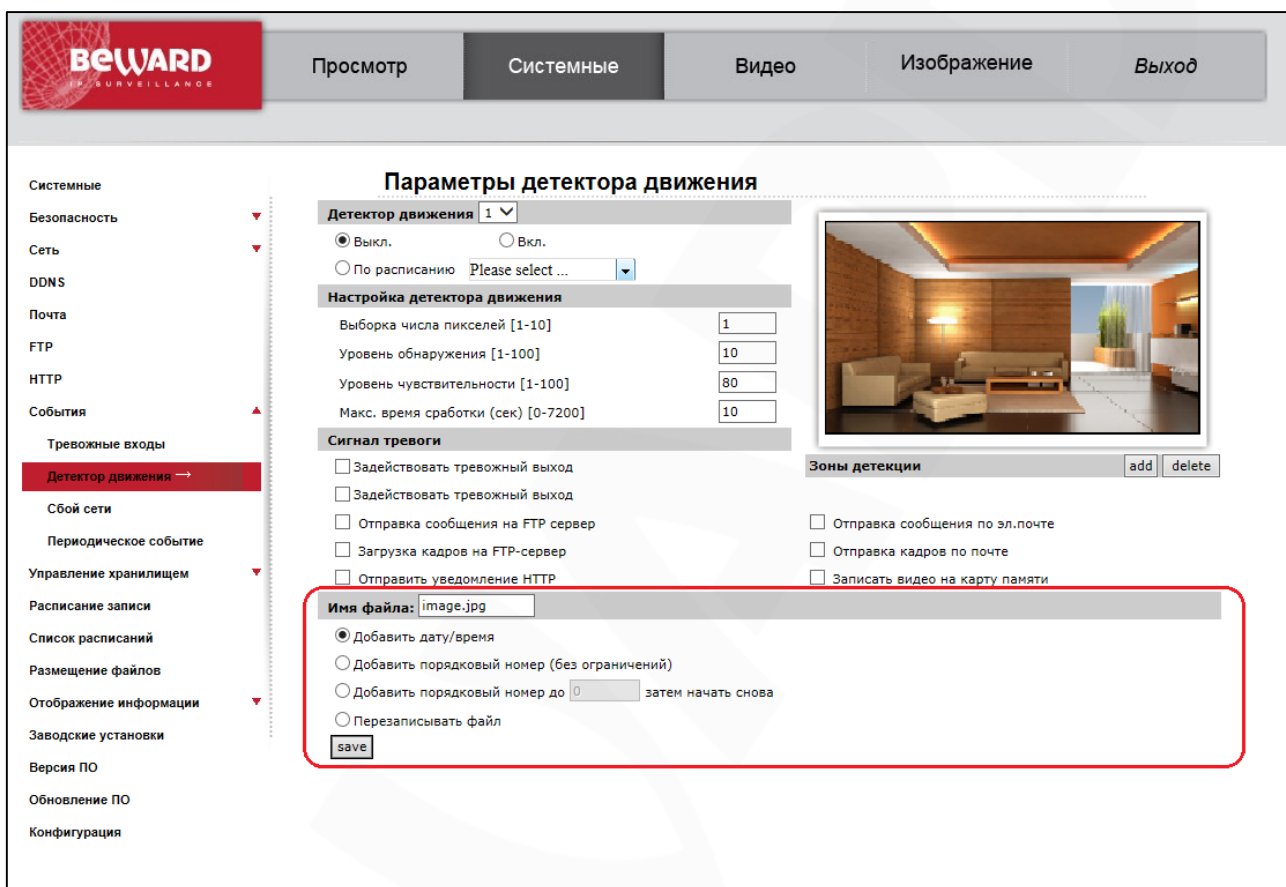 BEWARD
IP SURVEILLANCE
Просмотр
Системные
Видео
Изображение
Выход
Системные
Безопасность
Сеть
DDNS
Почта
FTP
HTTP
События
Тревожные входы
Детектор движения →
Сбой сети
Периодическое событие
Управление хранилищем
Расписание записи
Список расписаний
Размещение файлов
Отображение информации
Заводские установки
Версия ПО
Обновление ПО
Конфигурация
Параметры детектора движения
Детектор движения 1
Выкл. Вкл.
По расписанию Please select ...
Настройка детектора движения
Выборка числа пикселей [1-10] 1
Уровень обнаружения [1-100] 10
Уровень чувствительности [1-100] 80
Макс. время сработки (сек) [0-7200] 10
Сигнал тревоги
Зоны детекции add delete
Задействовать тревожный выход
Задействовать тревожный выход
Отправка сообщения на FTP сервер Отправка сообщения по эл.почте
Загрузка кадров на FTP-сервер Отправка кадров по почте
Отправить уведомление HTTP Записать видео на карту памяти
Имя файла: image.jpg
Добавить дату/время
Добавить порядковый номер (без ограничений)
Добавить порядковый номер до 0 затем начать снова
Перезаписывать файл
save